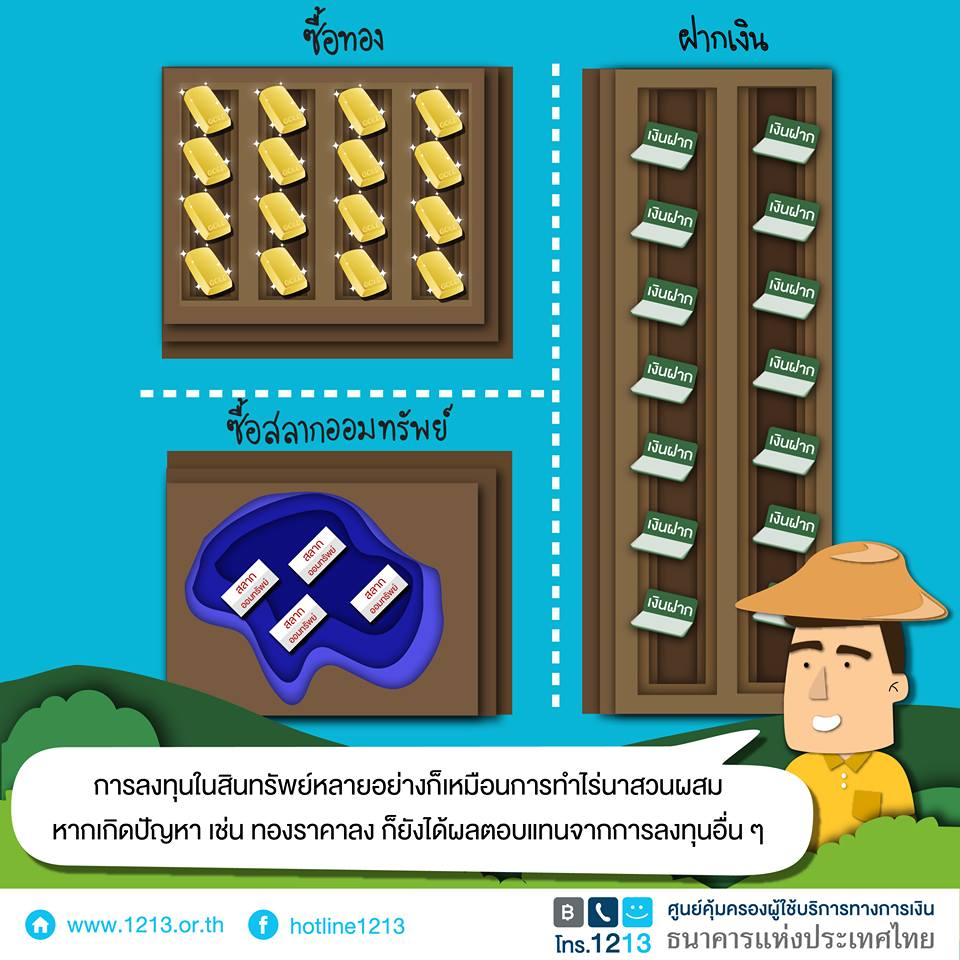 ซื้อทอง
ฝากเงิน
GOLD GOLD GOLD GOLD
GOLD GOLD GOLD GOLD
GOLD GOLD GOLD GOLD
GOLD GOLD GOLD GOLD
เงินฝาก เงินฝาก
เงินฝาก เงินฝาก
เงินฝาก เงินฝาก
เงินฝาก เงินฝาก
เงินฝาก เงินฝาก
เงินฝาก เงินฝาก
เงินฝาก
ซื้อสลากออมทรัพย์
สลาก
ออมทรัพย์
สลาก
ออมทรัพย์
สลาก
ออมทรัพย์
สลาก
ออมทรัพย์
การลงทุนในสินทรัพย์หลายอย่างก็เหมือนการทำไร่นาสวนผสม
หากเกิดปัญหา เช่น ทองราคาลง ก็ยังได้ผลตอบแทนจากการลงทุนอื่น ๆ
www.1213.or.th
hotline1213
โทร.1213
ศูนย์คุ้มครองผู้ใช้บริการทางการเงิน
ธนาคารแห่งประเทศไทย